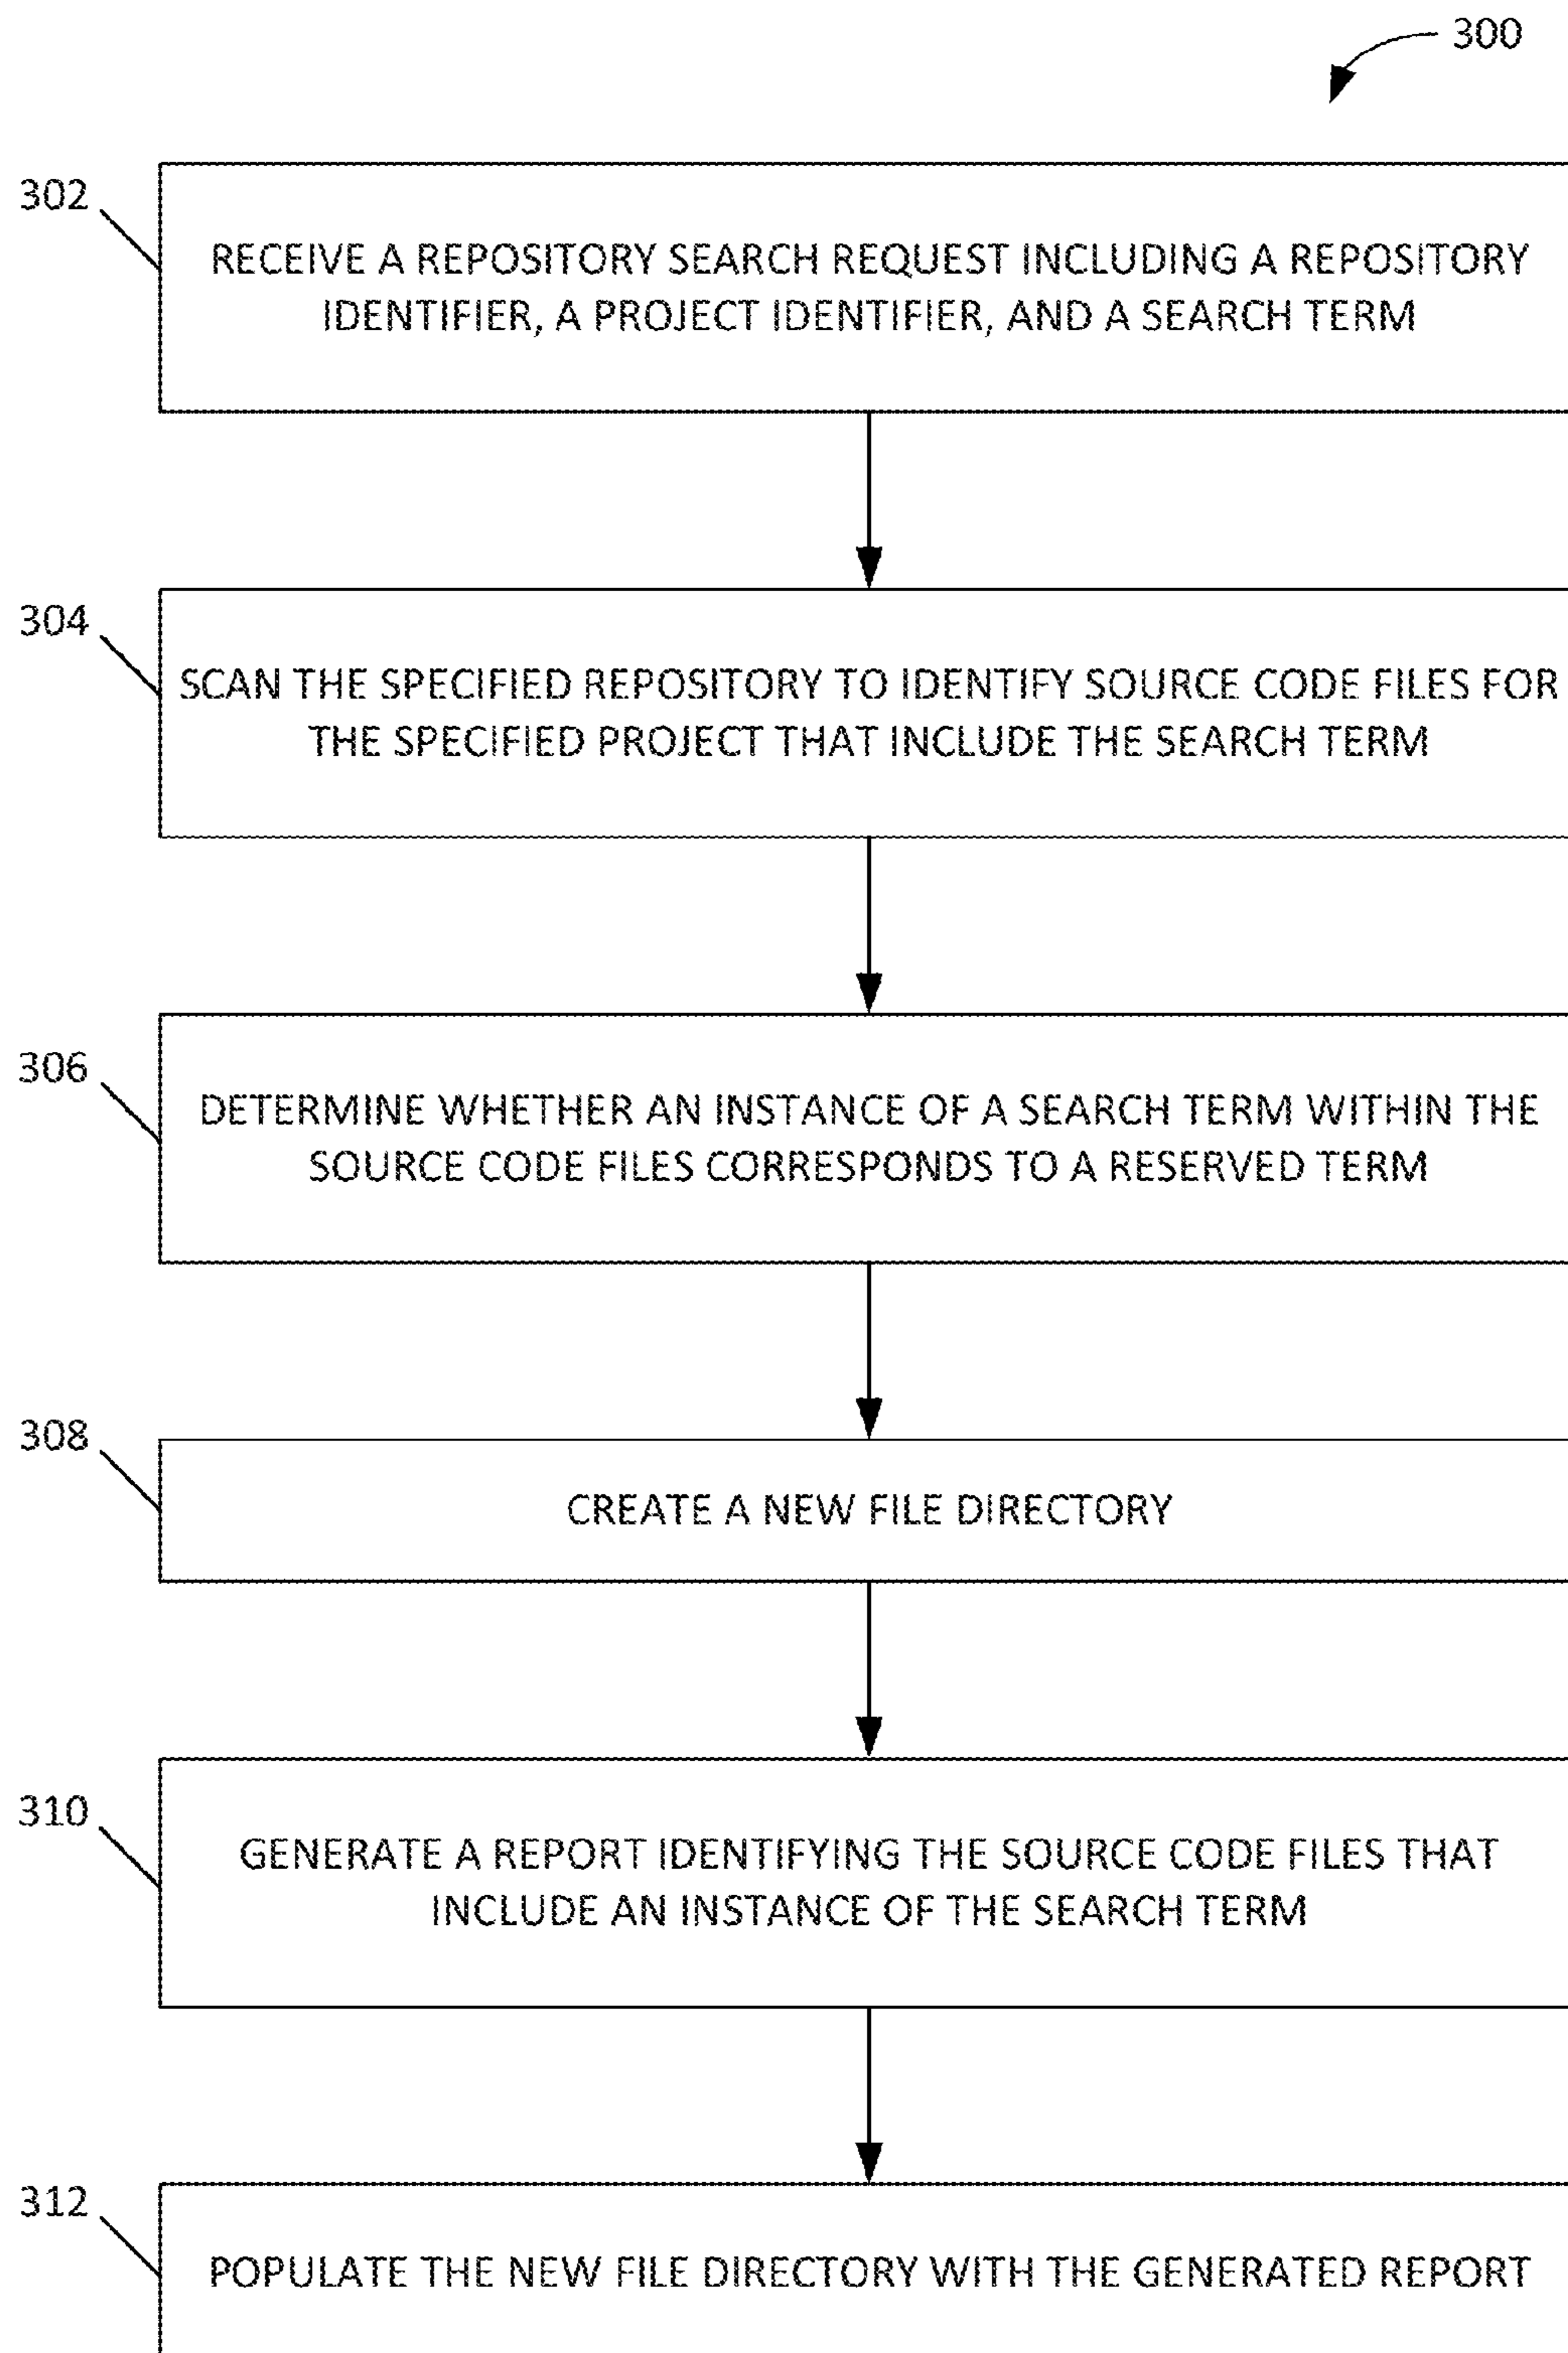 300
302
RECEIVE A REPOSITORY SEARCH REQUEST INCLUDING A REPOSITORY
IDENTIFIER, A PROJECT IDENTIFIER, AND A SEARCH TERM
304
SCAN THE SPECIFIED REPOSITORY TO IDENTIFY SOURCE CODE FILES FOR
THE SPECIFIED PROJECT THAT INCLUDE THE SEARCH TERM
306
DETERMINE WHETHER AN INSTANCE OF A SEARCH TERM WITHIN THE
SOURCE CODE FILES CORRESPONDS TO A RESERVED TERM
308
CREATE A NEW FILE DIRECTORY
310
GENERATE A REPORT IDENTIFYING THE SOURCE CODE FILES THAT
INCLUDE AN INSTANCE OF THE SEARCH TERM
312
POPULATE THE NEW FILE DIRECTORY WITH THE GENERATED REPORT